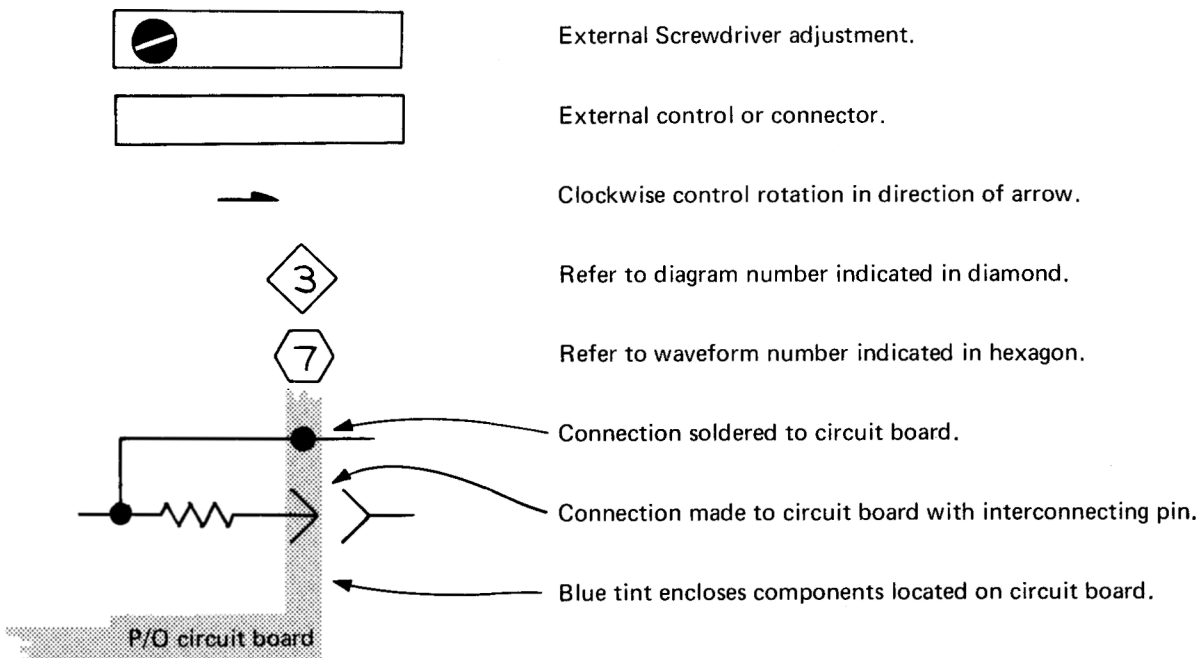 External Screwdriver adjustment.
External control or connector.
Clockwise control rotation in direction of arrow.
3
Refer to diagram number indicated in diamond.
7
Refer to waveform number indicated in hexagon.
Connection soldered to circuit board.
Connection made to circuit board with interconnecting pin.
Blue tint encloses components located on circuit board.
P/O circuit board